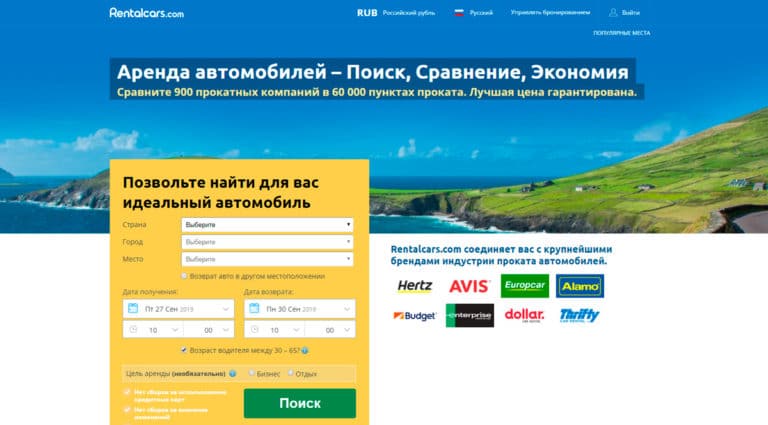 Rentalcars.com
RUB Российский рубль
Русский
Управлять бронированием
Войти
ПОПУЛЯРНЫЕ МЕСТА
Аренда автомобилей – Поиск, Сравнение, Экономия
Сравните 900 прокатных компаний в 60 000 пунктах проката. Лучшая цена гарантирована.
Позвольте найти для вас
идеальный автомобиль
Страна Выберите
Город Выберите
Место Выберите
Возврат авто в другом местоположении
Дата получения: Дата возврата:
Пт 27 Сен 2019 Пн 30 Сен 2019
10 00 10 00
Возраст водителя между 30 – 65? ?
Цель аренды (необязательно) ? Бизнес Отдых
Нет сборов за использование
кредитных карт
Нет сборов за внесение
изменений
Поиск
Rentalcars.com соединяет вас с крупнейшими
брендами индустрии проката автомобилей.
Hertz AVIS Europcar Alamo
Budget enterprise dollar. Thrifty